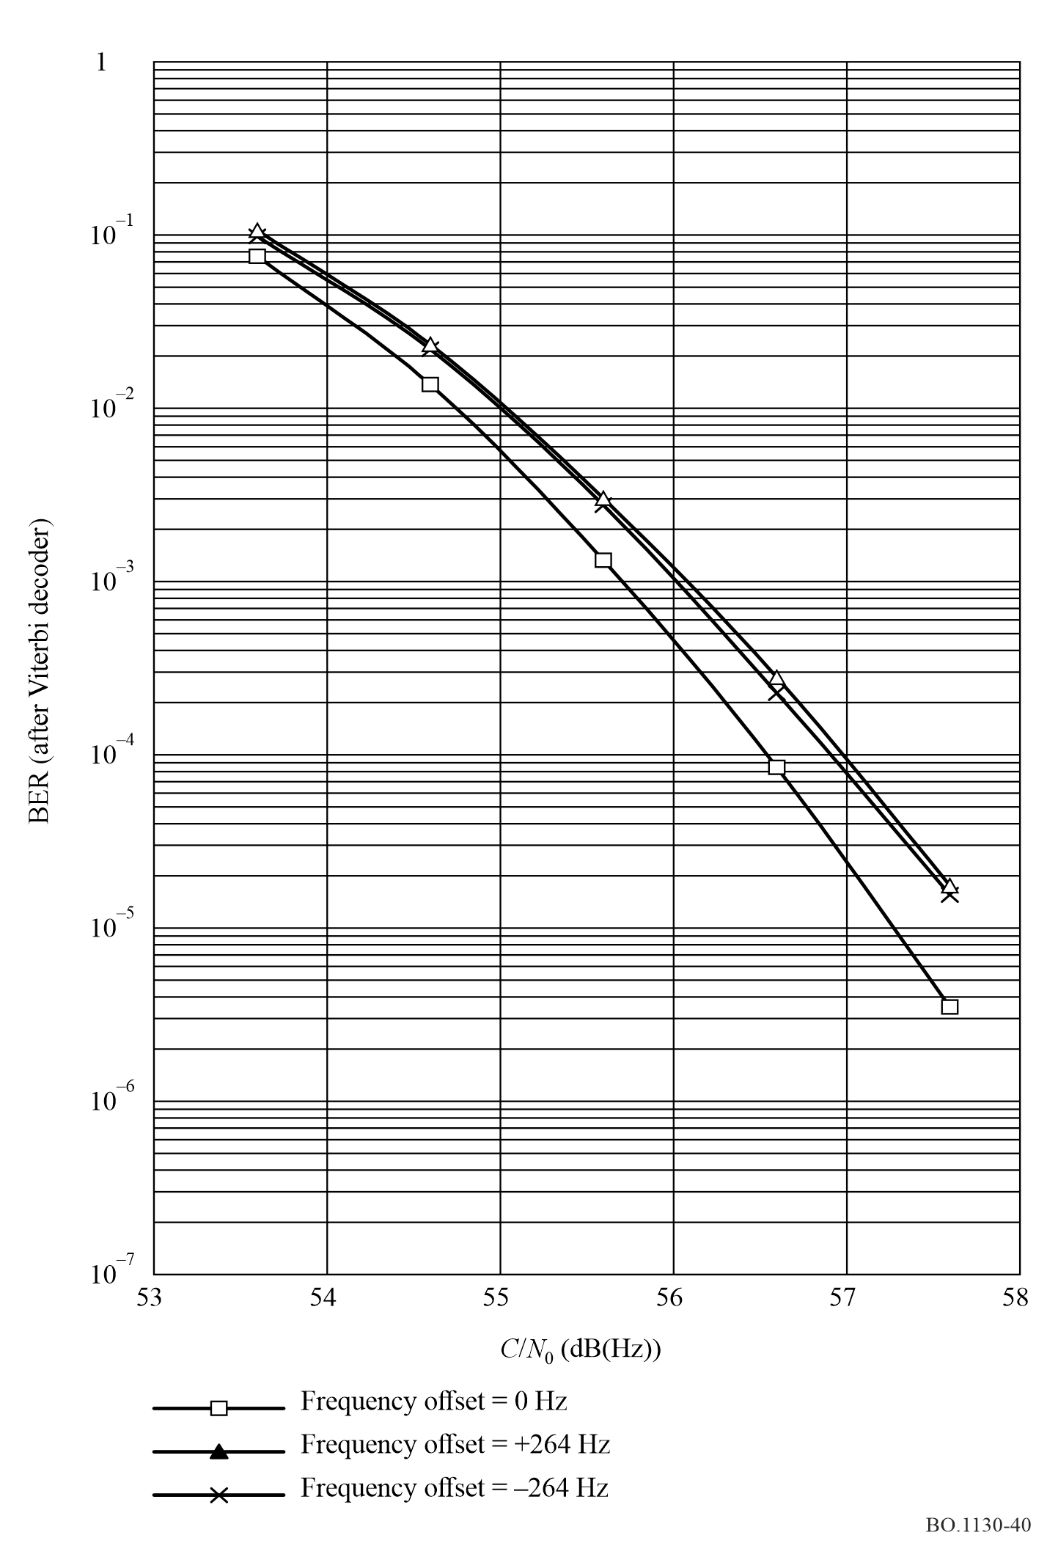 1
10⁻¹
10⁻²
10⁻³
10⁻⁴
10⁻⁵
10⁻⁶
10⁻⁷
BER (after Viterbi decoder)
53 54 55 56 57 58
C/N₀ (dB(Hz))
Frequency offset = 0 Hz
Frequency offset = +264 Hz
Frequency offset = –264 Hz
BO.1130-40